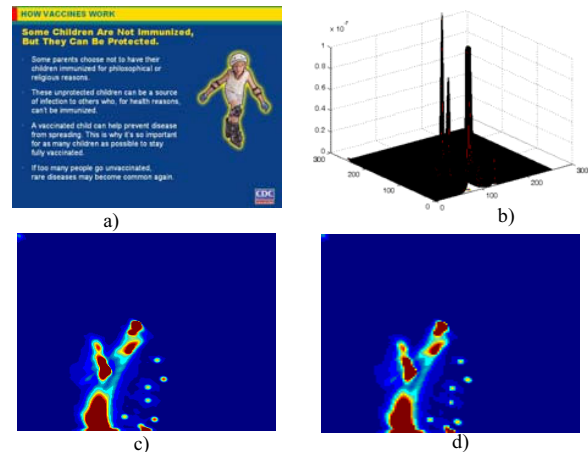 HOW VACCINES WORK
Some Children Are Not Immunized,
But They Can Be Protected.
Some parents choose not to have their
children immunized for philosophical or
religious reasons.
These unprotected children can be a source
of infection to others who, for health reasons,
can't be immunized.
A vaccinated child can help prevent disease
from spreading. This is why it's so important
for as many children as possible to stay
fully vaccinated.
If too many people go unvaccinated,
rare diseases may become common again.
CDC
a)
x 10
1
0.8
0.6
0.4
0.2
0
300
200
100
0
0
100
200
300
b)
c)
d)